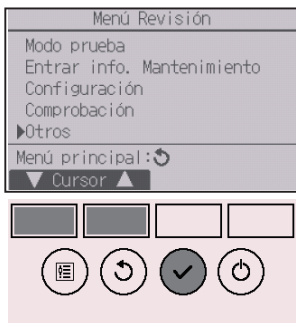 Menú Revisión
Modo prueba
Entrar info. Mantenimiento
Configuración
Comprobación
▶Otros
Menú principal:
▼ Cursor ▲